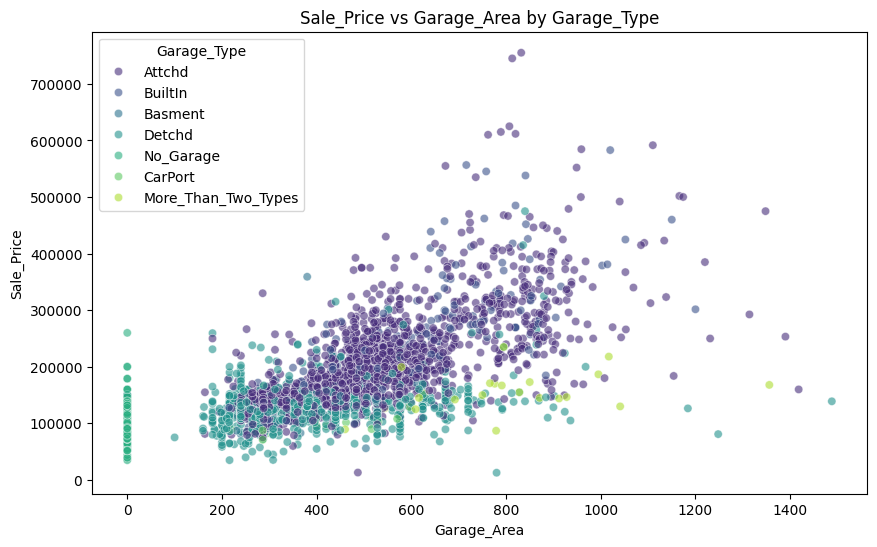 Sale_Price vs Garage_Area by Garage_Type
Garage_Type
Attchd
BuiltIn
Basment
Detchd
No_Garage
CarPort
More_Than_Two_Types
Sale_Price
700000
600000
500000
400000
300000
200000
100000
0
0 200 400 600 800 1000 1200 1400
Garage_Area